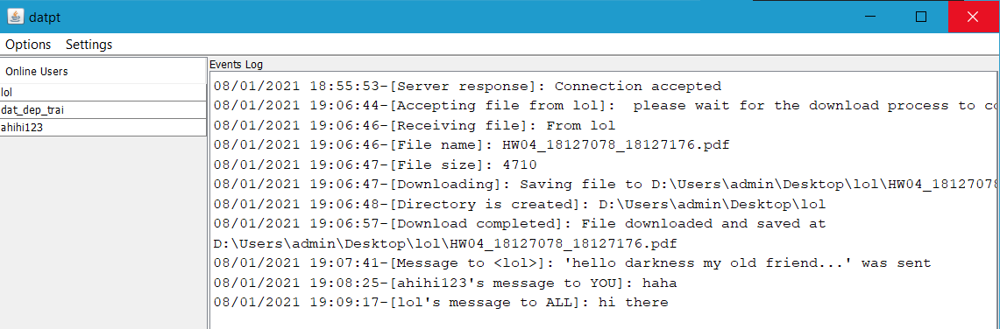 datpt
Options Settings
Online Users
lol
dat_dep_trai
ahihi123
Events Log
08/01/2021 18:55:53-[Server response]: Connection accepted
08/01/2021 19:06:44-[Accepting file from lol]:  please wait for the download process to co
08/01/2021 19:06:46-[Receiving file]: From lol
08/01/2021 19:06:46-[File name]: HW04_18127078_18127176.pdf
08/01/2021 19:06:47-[File size]: 4710
08/01/2021 19:06:47-[Downloading]: Saving file to D:\Users\admin\Desktop\lol\HW04_1812707
08/01/2021 19:06:48-[Directory is created]: D:\Users\admin\Desktop\lol
08/01/2021 19:06:57-[Download completed]: File downloaded and saved at
D:\Users\admin\Desktop\lol\HW04_18127078_18127176.pdf
08/01/2021 19:07:41-[Message to <lol>]: 'hello darkness my old friend...' was sent
08/01/2021 19:08:25-[ahihi123's message to YOU]: haha
08/01/2021 19:09:17-[lol's message to ALL]: hi there